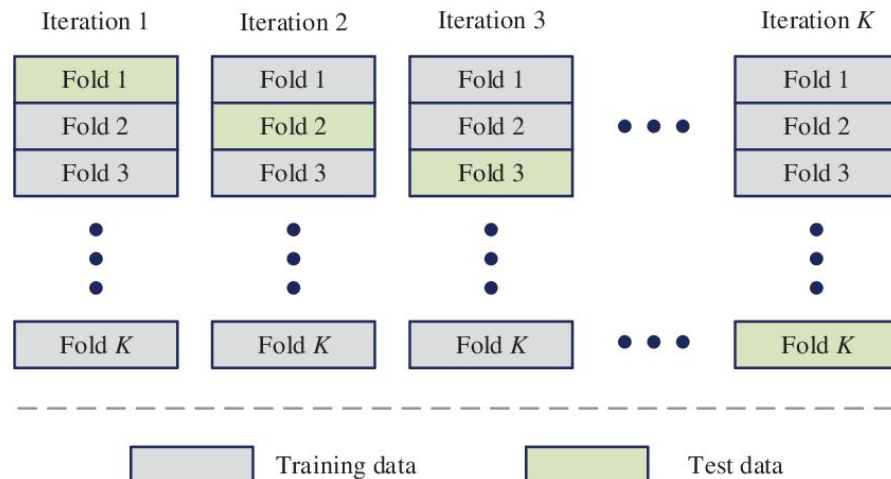 Iteration 1 Iteration 2 Iteration 3 Iteration K
Fold 1 Fold 1 Fold 1 Fold 1
Fold 2 Fold 2 Fold 2 Fold 2
Fold 3 Fold 3 Fold 3 Fold 3
Fold K Fold K Fold K Fold K
Training data Test data